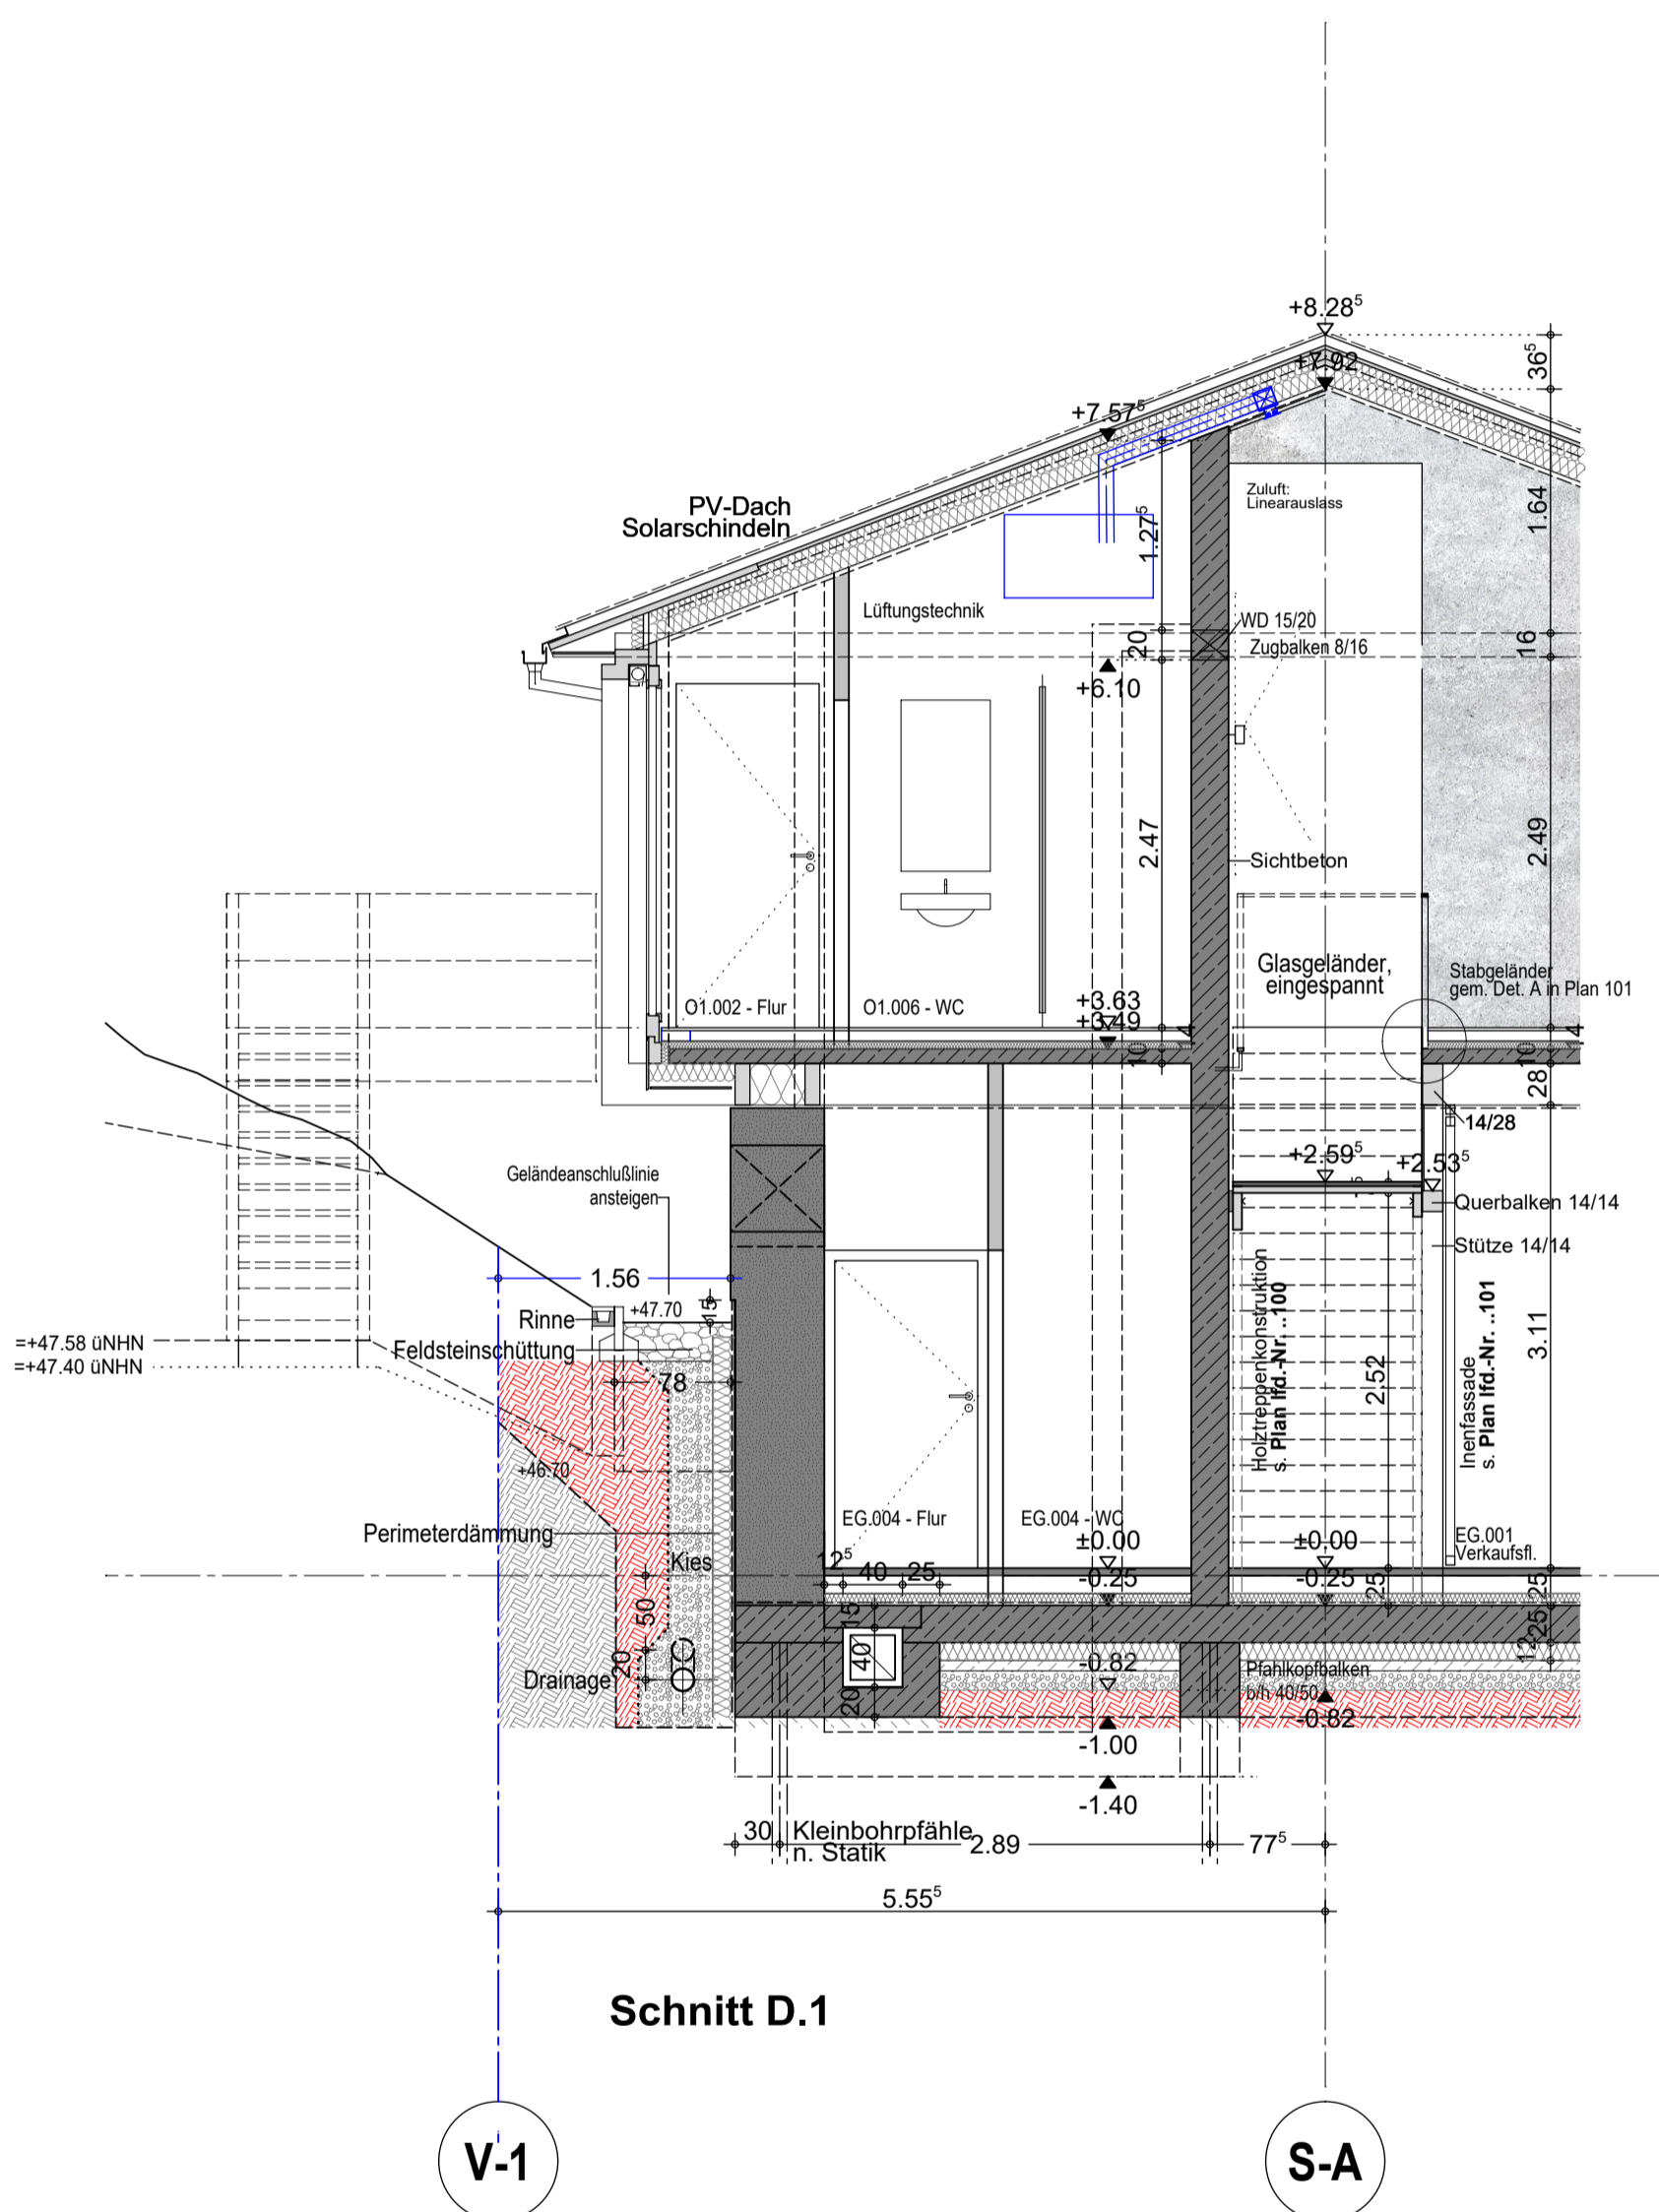 +8.28⁵
36⁵
+7.92
+7.57⁵
PV-Dach
Solarschindeln
Zuluft:
Linearauslass
1.64
1.27⁵
Lüftungstechnik
WD 15/20
20
16
Zugbalken 8/16
+6.10
2.47
2.49
Sichtbeton
Glasgeländer,
eingespannt
Stabgeländer
gem. Det. A in Plan 101
O1.002 - Flur
O1.006 - WC
+3.63
+3.49
14
14
10
10
28
14/28
+2.59⁵
+2.53⁵
Geländeanschlußlinie
ansteigen
Querbalken 14/14
Stütze 14/14
1.56
+47.70
15
Rinne
Feldsteinschüttung
=+47.58 üNHN
=+47.40 üNHN
78
Holztreppenkonstruktion
s. Plan lfd.-Nr. ..100
2.52
Inenfassade
s. Plan lfd.-Nr. ..101
3.11
+46.70
Perimeterdämmung
Kies
EG.004 - Flur
EG.004 - WC
EG.001
Verkaufsfl.
±0.00
±0.00
12⁵
40
25
-0.25
-0.25
25
25
50
15
25
12
20
40
-0.82
Pfahlkopfbalken
b/h 40/50
Drainage
20
-0.82
-1.00
-1.40
30
Kleinbohrpfähle
n. Statik
2.89
77⁵
5.55⁵
Schnitt D.1
V-1
S-A